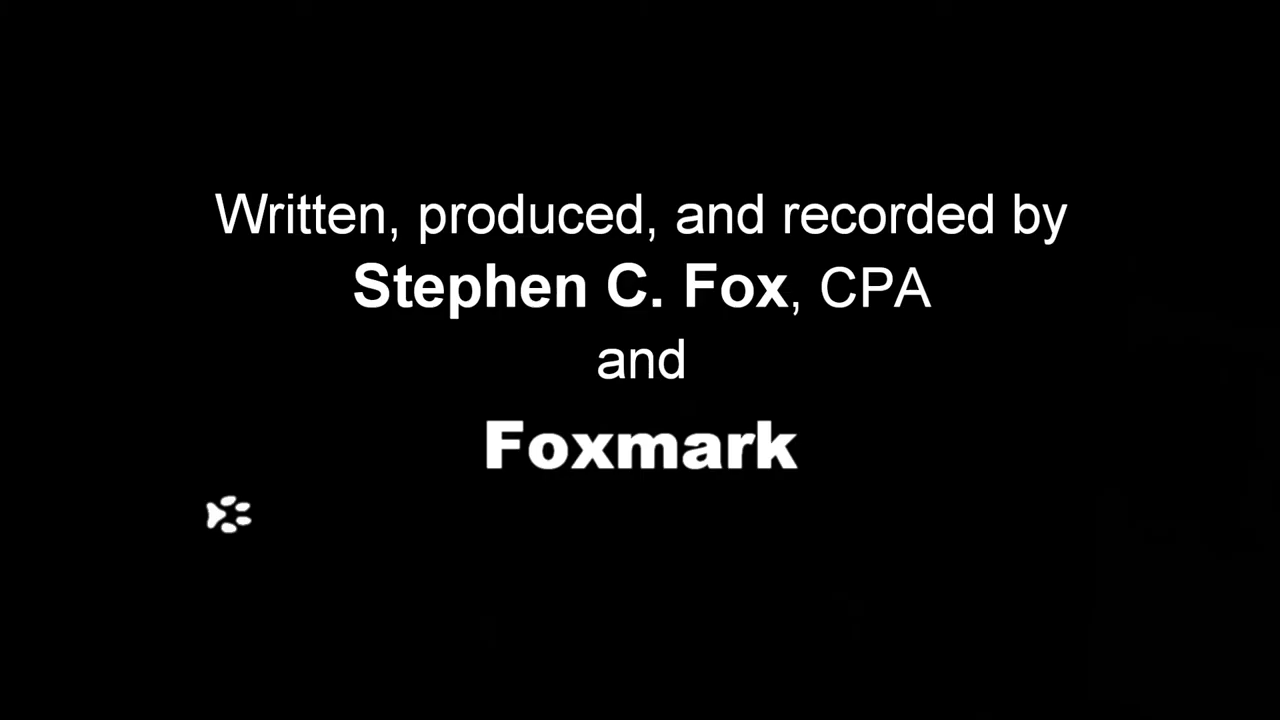 Written, produced, and recorded by
Stephen C. Fox, CPA
and
Foxmark